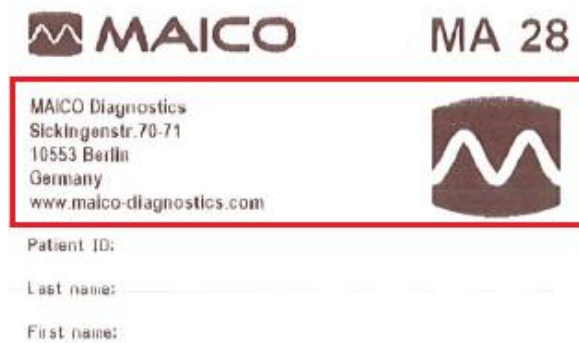 MAICO MA 28
MAICO Diagnostics
Sickingenstr.70-71
10553 Berlin
Germany
www.maico-diagnostics.com
Patient ID:
Last name:
First name: